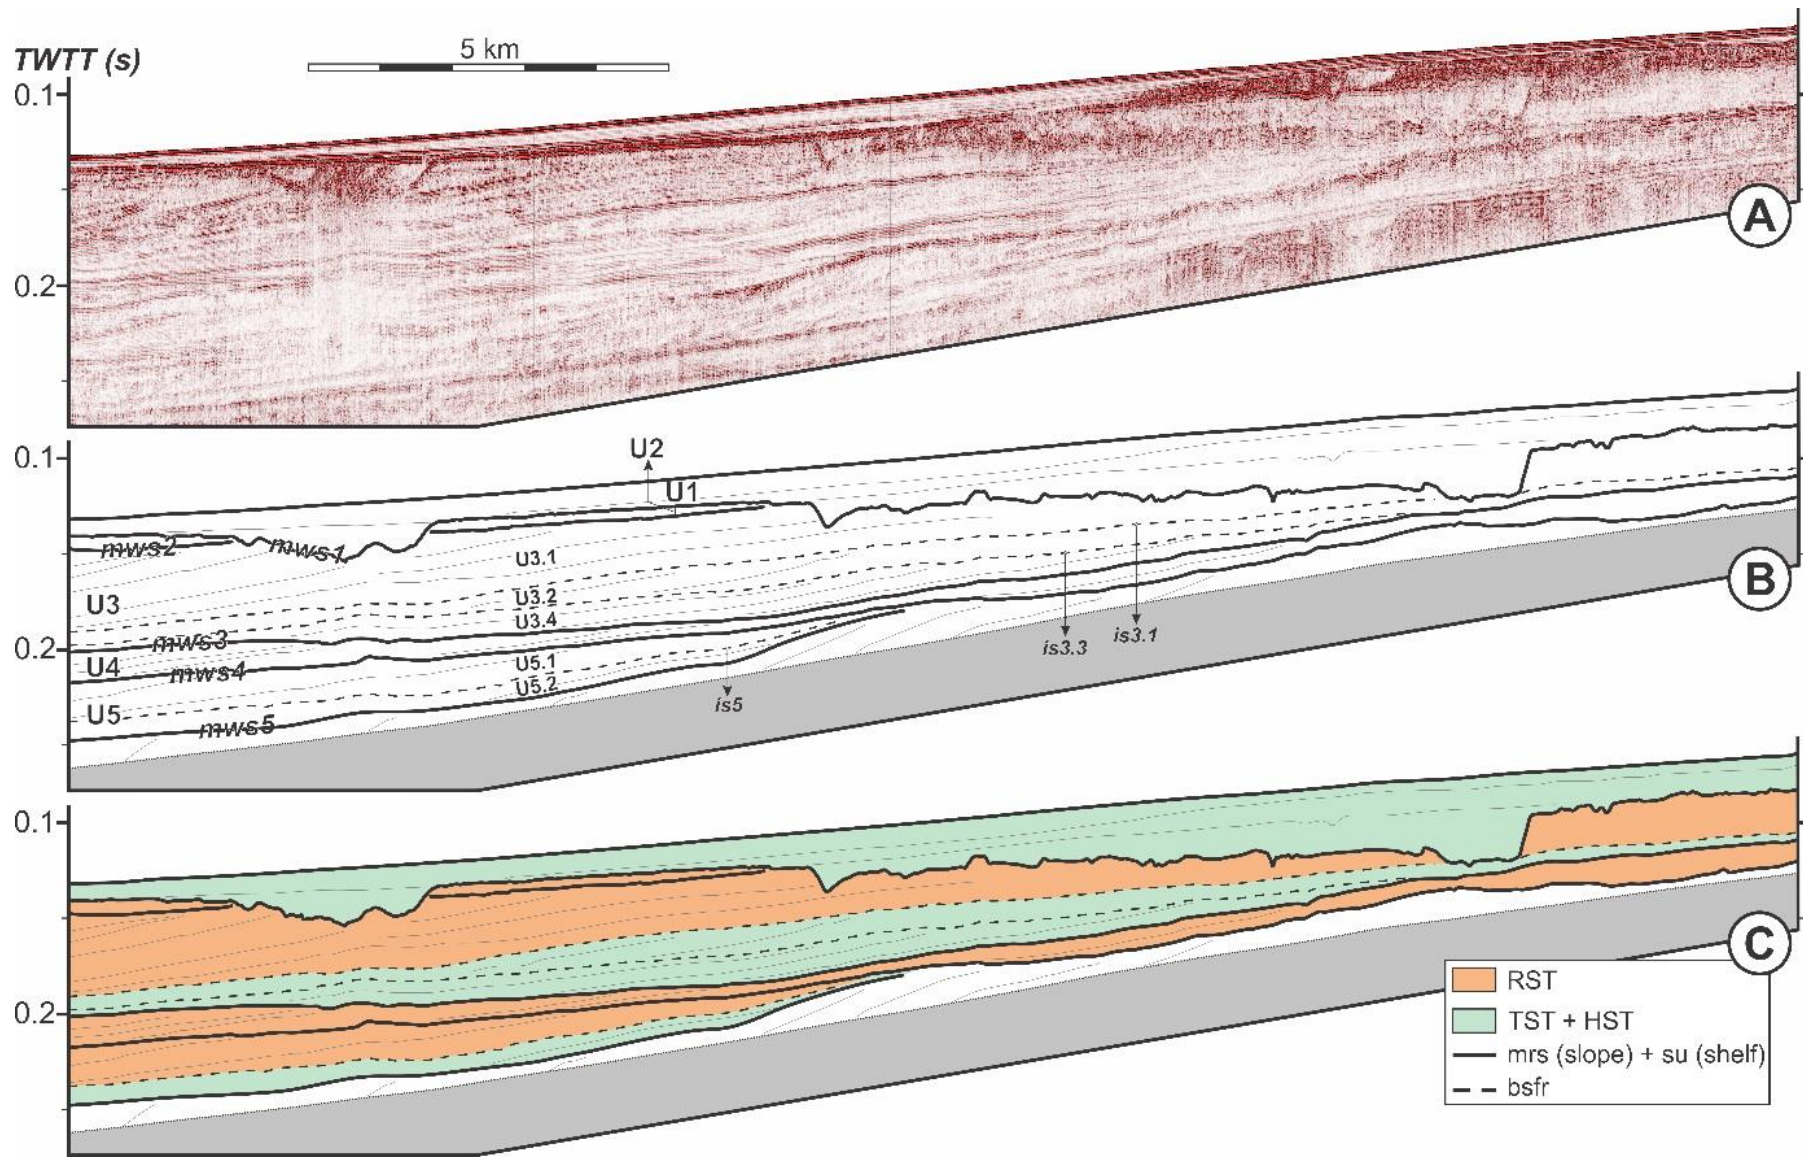 TWTT (s)
5 km
0.1
0.2
A
0.1
U2
U1
mws2
mws1
U3.1
U3
U3.2
U3.4
mws3
0.2
is3.3
is3.1
U4
mws4
U5.1
U5.2
is5
U5
mws5
B
0.1
0.2
C
RST
TST + HST
mrs (slope) + su (shelf)
bsfr